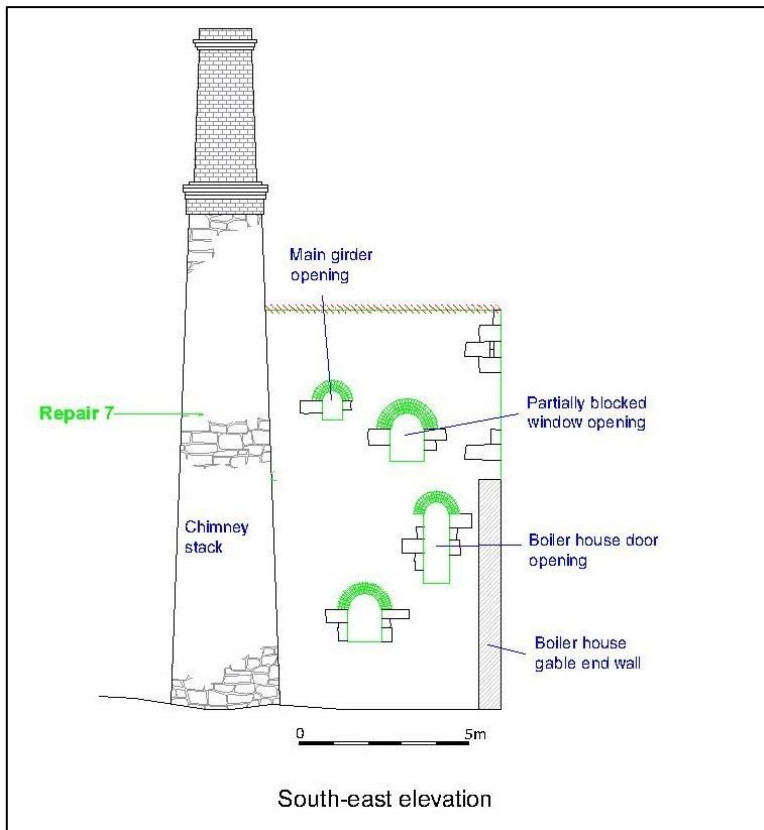 Main girder
opening
Repair 7
Partially blocked
window opening
Chimney
stack
Boiler house door
opening
Boiler house
gable end wall
0 5m
South-east elevation